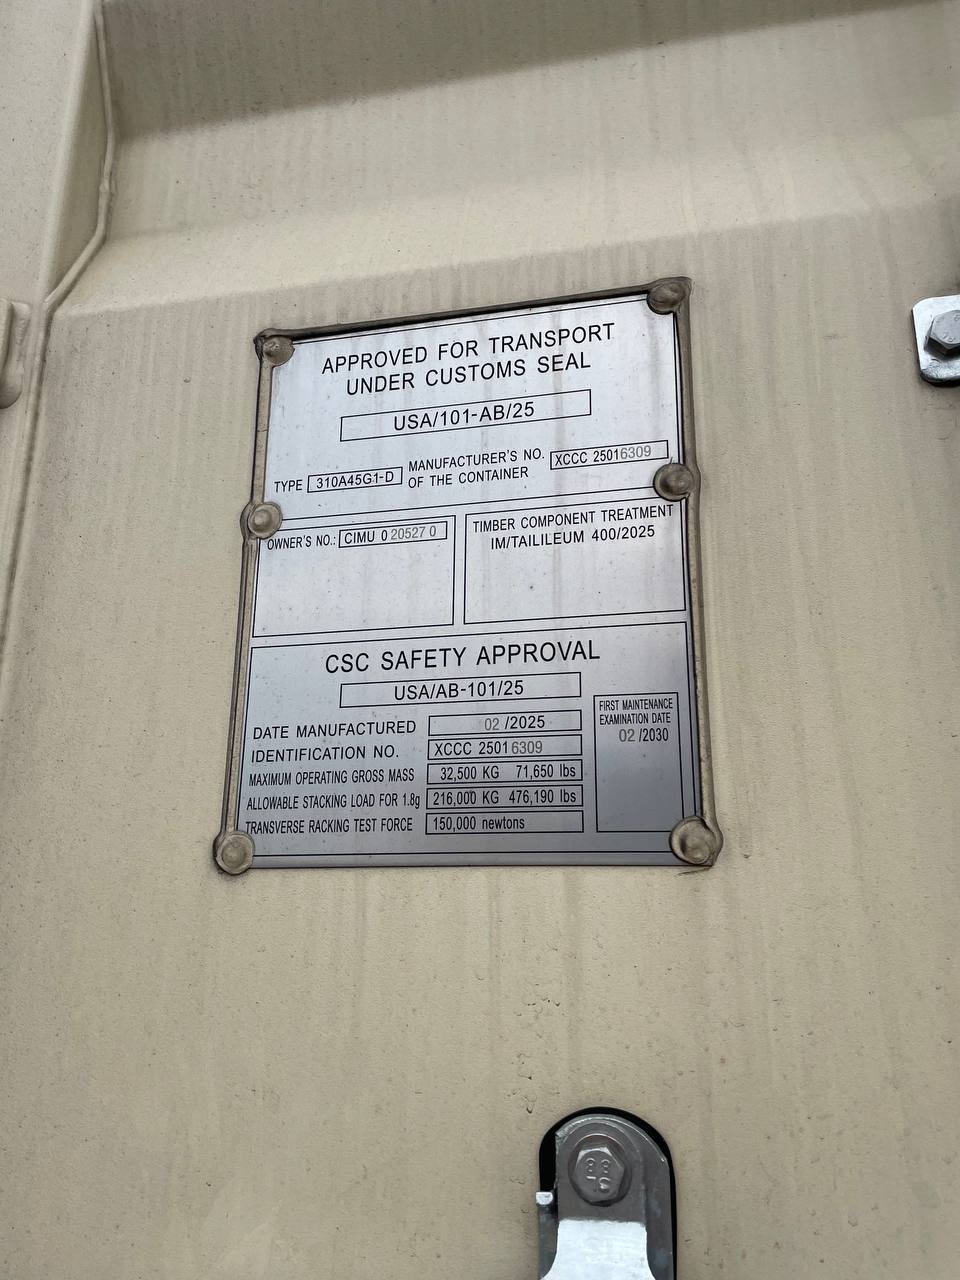 APPROVED FOR TRANSPORT
UNDER CUSTOMS SEAL
USA/101-AB/25
TYPE 310A45G1-D MANUFACTURER'S NO. OF THE CONTAINER XCCC 25016309
OWNER'S NO.: CIMU 0 20527 0
TIMBER COMPONENT TREATMENT
IM/TAILILEUM 400/2025
CSC SAFETY APPROVAL
USA/AB-101/25
DATE MANUFACTURED 02 /2025
IDENTIFICATION NO. XCCC 2501 6309
MAXIMUM OPERATING GROSS MASS 32,500 KG 71,650 lbs
ALLOWABLE STACKING LOAD FOR 1.8g 216,000 KG 476,190 lbs
TRANSVERSE RACKING TEST FORCE 150,000 newtons
FIRST MAINTENANCE
EXAMINATION DATE
02 /2030
JL
88